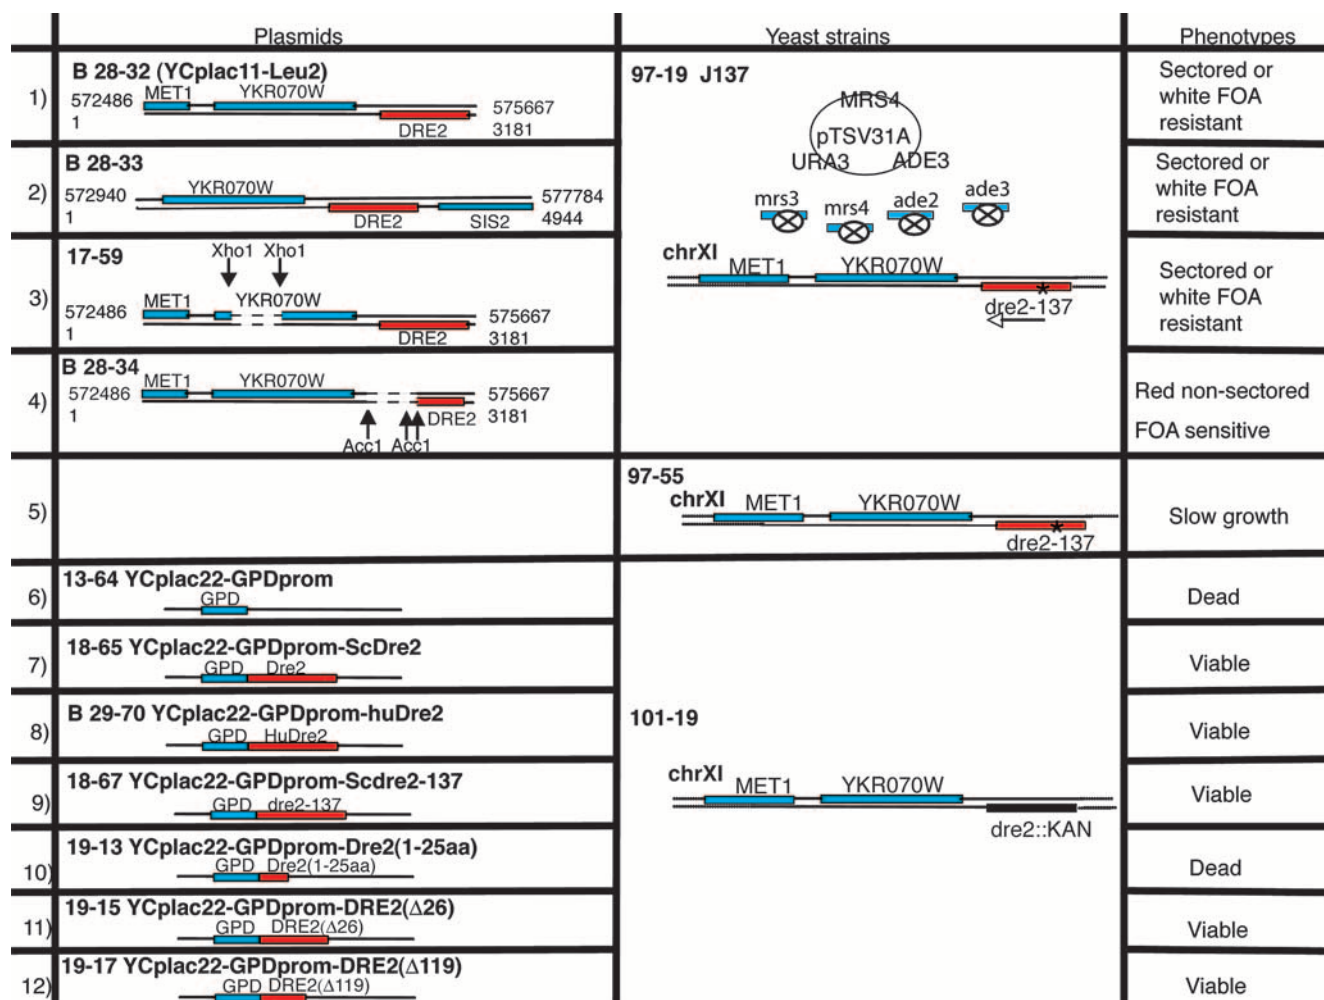 Plasmids Yeast strains Phenotypes
1)
B 28-32 (YCplac11-Leu2)
MET1 YKR070W
572486 575667
1 3181
DRE2
97-19 J137
MRS4
pTSV31A
URA3 ADE3
mrs3 mrs4 ade2 ade3
chrXI
MET1 YKR070W
dre2-137
Sectored or
white FOA
resistant
2)
B 28-33
YKR070W
572940 577784
1 4944
DRE2 SIS2
Sectored or
white FOA
resistant
3)
17-59
Xho1 Xho1
MET1 YKR070W
572486 575667
1 3181
DRE2
Sectored or
white FOA
resistant
4)
B 28-34
MET1 YKR070W
572486 575667
1 3181
DRE2
Acc1 Acc1
Red non-sectored
FOA sensitive
5)
97-55
chrXI
MET1 YKR070W
dre2-137
Slow growth
6)
13-64 YCplac22-GPDprom
GPD
Dead
7)
18-65 YCplac22-GPDprom-ScDre2
GPD Dre2
Viable
8)
B 29-70 YCplac22-GPDprom-huDre2
GPD HuDre2
101-19
chrXI
MET1 YKR070W
dre2::KAN
Viable
9)
18-67 YCplac22-GPDprom-Scdre2-137
GPD dre2-137
Viable
10)
19-13 YCplac22-GPDprom-Dre2(1-25aa)
GPD Dre2(1-25aa)
Dead
11)
19-15 YCplac22-GPDprom-DRE2(Δ26)
GPD DRE2(Δ26)
Viable
12)
19-17 YCplac22-GPDprom-DRE2(Δ119)
GPD DRE2(Δ119)
Viable